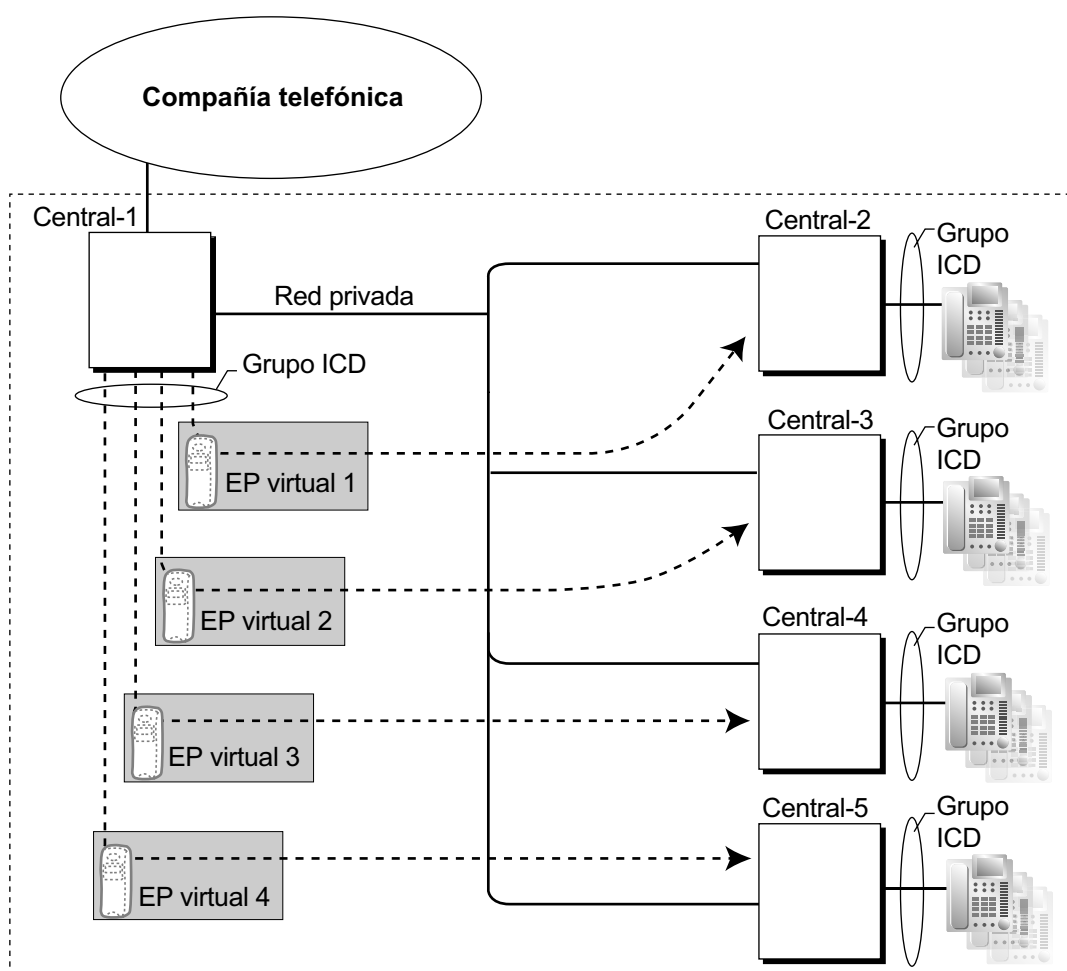 Compañía telefónica
Central-1
Red privada
Grupo ICD
EP virtual 1
EP virtual 2
EP virtual 3
EP virtual 4
Central-2
Grupo
ICD
Central-3
Grupo
ICD
Central-4
Grupo
ICD
Central-5
Grupo
ICD